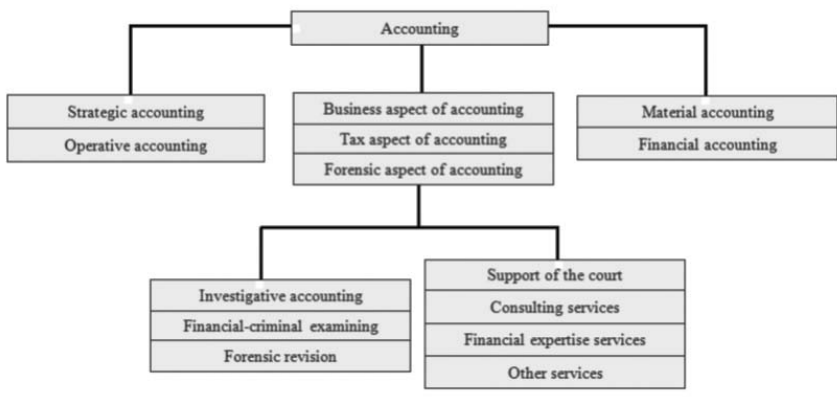 Accounting
Strategic accounting
Operative accounting
Business aspect of accounting
Tax aspect of accounting
Forensic aspect of accounting
Material accounting
Financial accounting
Investigative accounting
Financial-criminal examining
Forensic revision
Support of the court
Consulting services
Financial expertise services
Other services